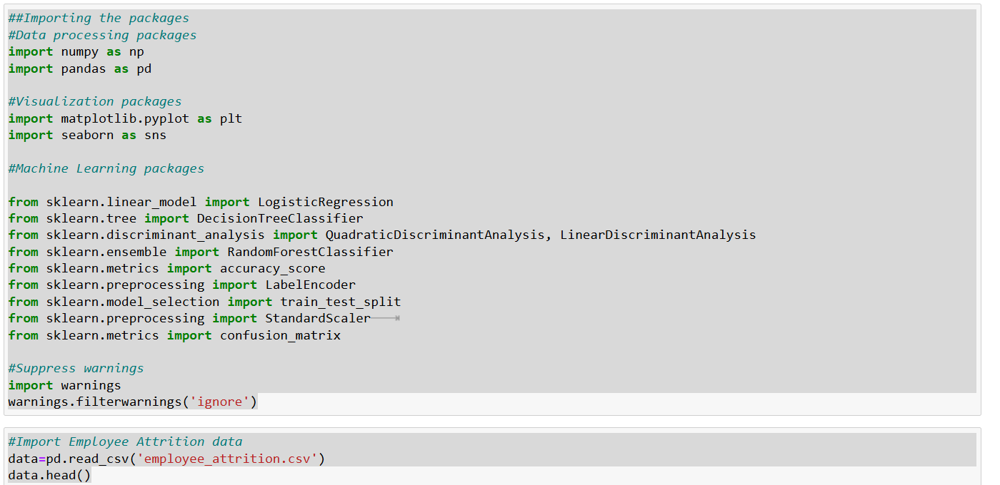 ##Importing the packages
#Data processing packages
import numpy as np
import pandas as pd
#Visualization packages
import matplotlib.pyplot as plt
import seaborn as sns
#Machine Learning packages
from sklearn.linear_model import LogisticRegression
from sklearn.tree import DecisionTreeClassifier
from sklearn.discriminant_analysis import QuadraticDiscriminantAnalysis, LinearDiscriminantAnalysis
from sklearn.ensemble import RandomForestClassifier
from sklearn.metrics import accuracy_score
from sklearn.preprocessing import LabelEncoder
from sklearn.model_selection import train_test_split
from sklearn.preprocessing import StandardScaler
from sklearn.metrics import confusion_matrix
#Suppress warnings
import warnings
warnings.filterwarnings('ignore')
#Import Employee Attrition data
data=pd.read_csv('employee_attrition.csv')
data.head()